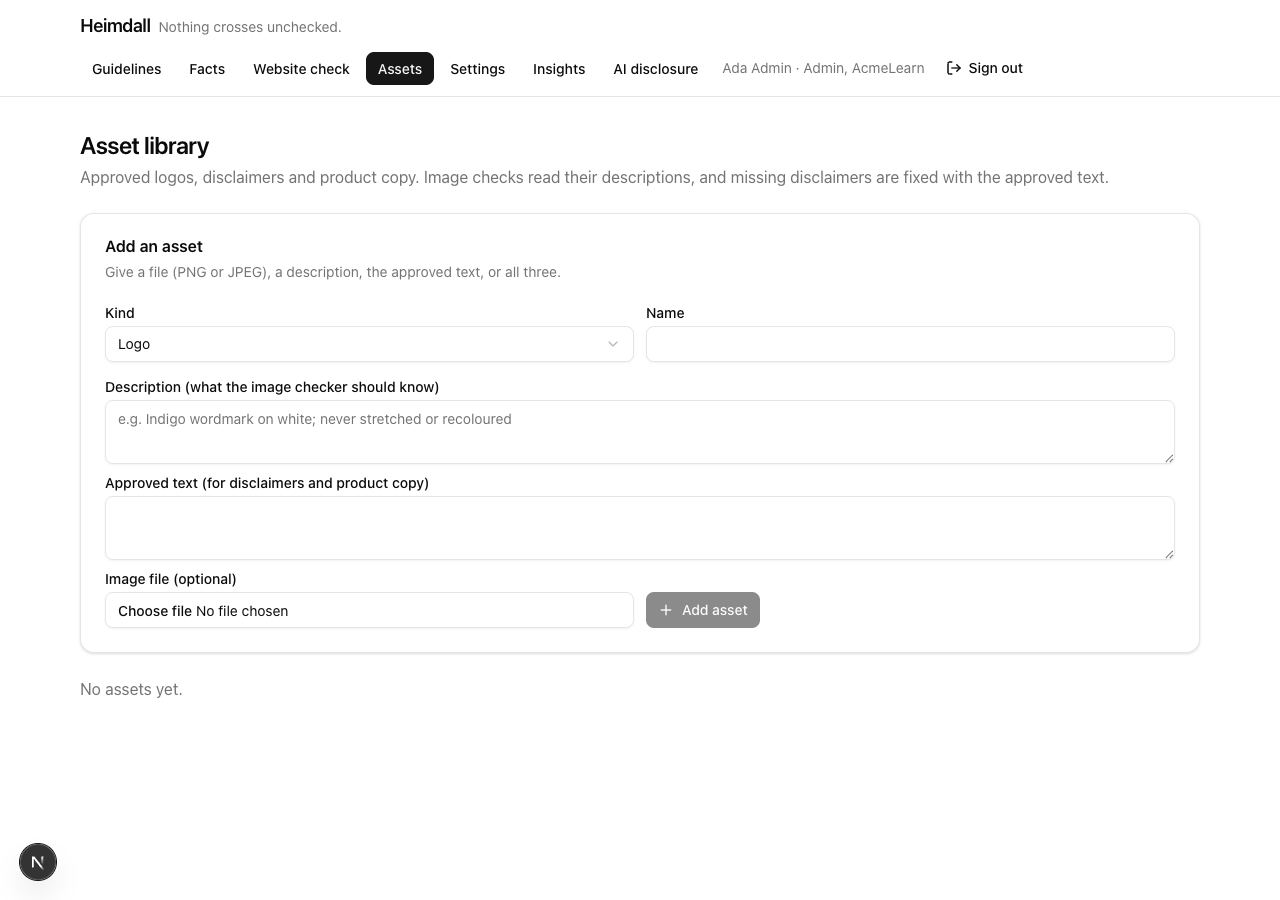 Heimdall Nothing crosses unchecked.
Guidelines Facts Website check Assets Settings Insights AI disclosure Ada Admin · Admin, AcmeLearn Sign out
Asset library
Approved logos, disclaimers and product copy. Image checks read their descriptions, and missing disclaimers are fixed with the approved text.
Add an asset
Give a file (PNG or JPEG), a description, the approved text, or all three.
Kind Name
Logo
Description (what the image checker should know)
e.g. Indigo wordmark on white; never stretched or recoloured
Approved text (for disclaimers and product copy)
Image file (optional)
Choose file No file chosen + Add asset
No assets yet.
N